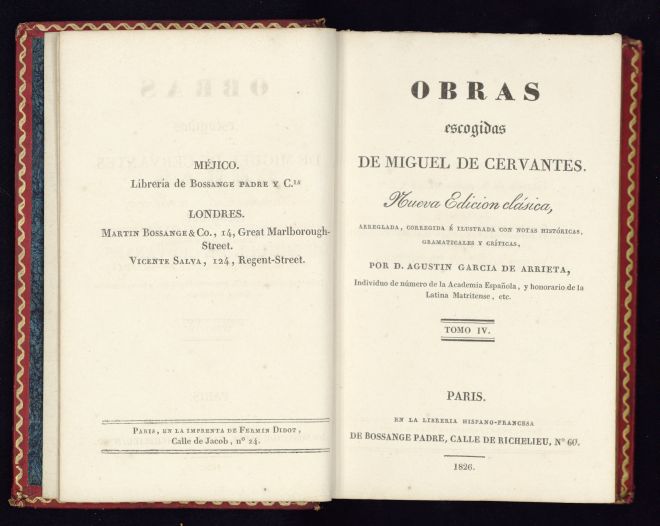 MÉJICO.
Librería de BOSSANGE PADRE Y C.ia
LONDRES.
MARTIN BOSSANGE & Co., 14, Great Marlborough-
Street.
VICENTE SALVA, 124, Regent-Street.
PARIS, EN LA IMPRENTA DE FERMIN DIDOT,
Calle de Jacob, nº 24.
OBRAS
escogidas
DE MIGUEL DE CERVANTES.
Nueva Edicion clásica,
ARREGLADA, CORREGIDA É ILUSTRADA CON NOTAS HISTÓRICAS,
GRAMATICALES Y CRÍTICAS,
POR D. AGUSTIN GARCIA DE ARRIETA,
Individuo de número de la Academia Española, y honorario de la
Latina Matritense, etc.
TOMO IV.
PARIS.
EN LA LIBRERIA HISPANO-FRANCESA
DE BOSSANGE PADRE, CALLE DE RICHELIEU, Nº 60.
1826.